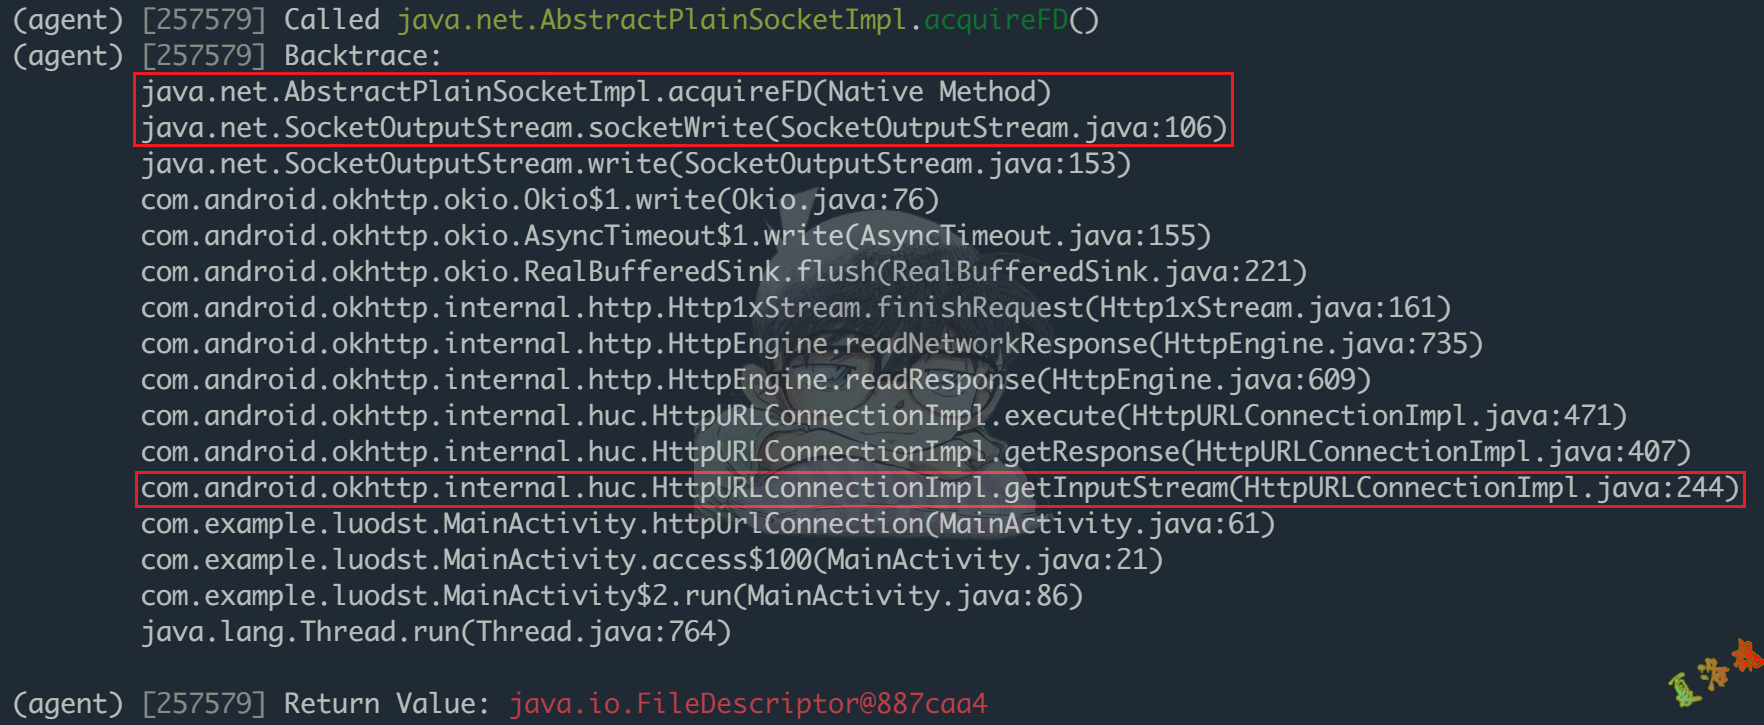 (agent) [257579] Called java.net.AbstractPlainSocketImpl.acquireFD()
(agent) [257579] Backtrace:
java.net.AbstractPlainSocketImpl.acquireFD(Native Method)
java.net.SocketOutputStream.socketWrite(SocketOutputStream.java:106)
java.net.SocketOutputStream.write(SocketOutputStream.java:153)
com.android.okhttp.okio.Okio$1.write(Okio.java:76)
com.android.okhttp.okio.AsyncTimeout$1.write(AsyncTimeout.java:155)
com.android.okhttp.okio.RealBufferedSink.flush(RealBufferedSink.java:221)
com.android.okhttp.internal.http.Http1xStream.finishRequest(Http1xStream.java:161)
com.android.okhttp.internal.http.HttpEngine.readNetworkResponse(HttpEngine.java:735)
com.android.okhttp.internal.http.HttpEngine.readResponse(HttpEngine.java:609)
com.android.okhttp.internal.huc.HttpURLConnectionImpl.execute(HttpURLConnectionImpl.java:471)
com.android.okhttp.internal.huc.HttpURLConnectionImpl.getResponse(HttpURLConnectionImpl.java:407)
com.android.okhttp.internal.huc.HttpURLConnectionImpl.getInputStream(HttpURLConnectionImpl.java:244)
com.example.luodst.MainActivity.httpUrlConnection(MainActivity.java:61)
com.example.luodst.MainActivity.access$100(MainActivity.java:21)
com.example.luodst.MainActivity$2.run(MainActivity.java:86)
java.lang.Thread.run(Thread.java:764)
(agent) [257579] Return Value: java.io.FileDescriptor@887caa4
夏洛